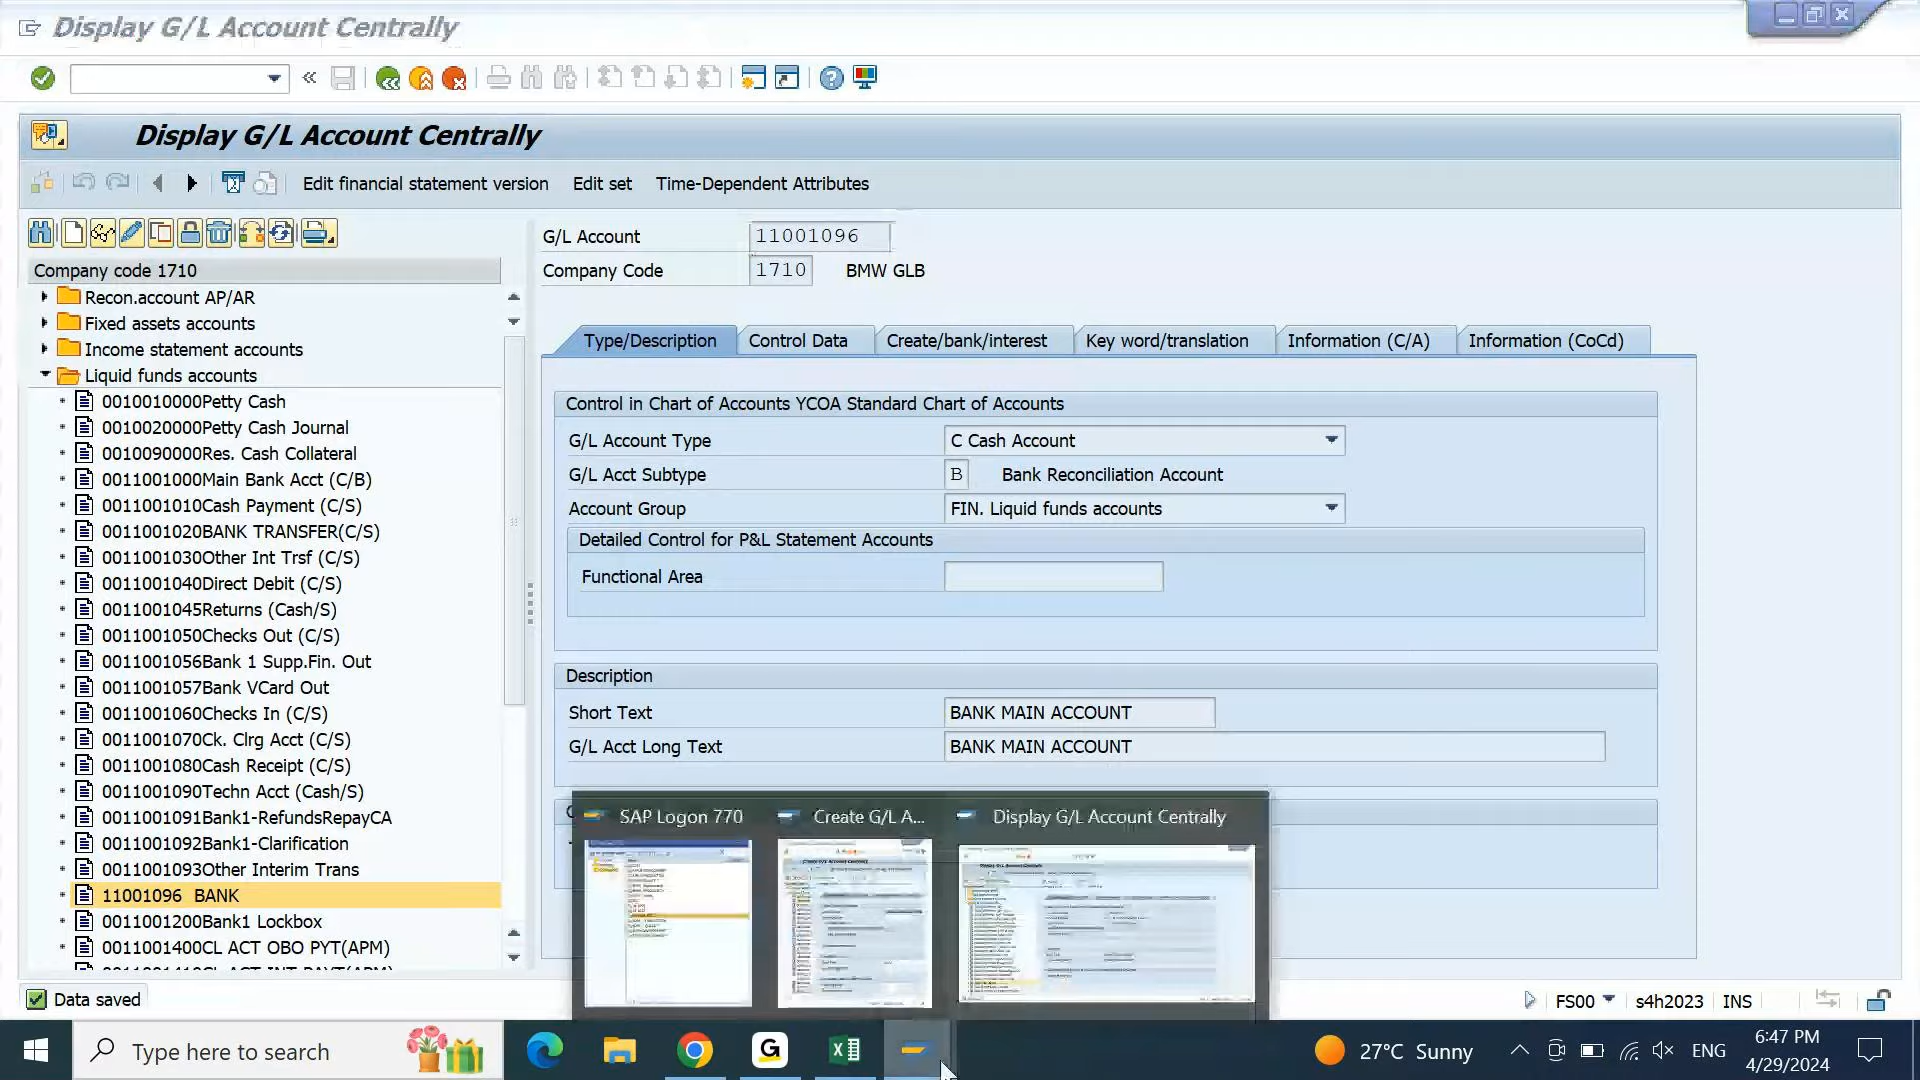 Display G/L Account Centrally
Display G/L Account Centrally
Edit financial statement version
Edit set
Time-Dependent Attributes
G/L Account
11001096
Company Code
1710
BMW GLB
Company code 1710
Recon.account AP/AR
Fixed assets accounts
Income statement accounts
Liquid funds accounts
0010010000Petty Cash
0010020000Petty Cash Journal
0010090000Res. Cash Collateral
0011001000Main Bank Acct (C/B)
0011001010Cash Payment (C/S)
0011001020BANK TRANSFER(C/S)
0011001030Other Int Trsf (C/S)
0011001040Direct Debit (C/S)
0011001045Returns (Cash/S)
0011001050Checks Out (C/S)
0011001056Bank 1 Supp.Fin. Out
0011001057Bank VCard Out
0011001060Checks In (C/S)
0011001070Ck. Clrg Acct (C/S)
0011001080Cash Receipt (C/S)
0011001090Techn Acct (Cash/S)
0011001091Bank1-RefundsRepayCA
0011001092Bank1-Clarification
0011001093Other Interim Trans
11001096 BANK
0011001200Bank1 Lockbox
0011001400CL ACT OBO PYT(APM)
Type/Description
Control Data
Create/bank/interest
Key word/translation
Information (C/A)
Information (CoCd)
Control in Chart of Accounts YCOA Standard Chart of Accounts
G/L Account Type
C Cash Account
G/L Acct Subtype
B
Bank Reconciliation Account
Account Group
FIN. Liquid funds accounts
Detailed Control for P&L Statement Accounts
Functional Area
Description
Short Text
BANK MAIN ACCOUNT
G/L Acct Long Text
BANK MAIN ACCOUNT
SAP Logon 770
Create G/L A...
Display G/L Account Centrally
Data saved
FS00
s4h2023
INS
Type here to search
27°C Sunny
ENG
6:47 PM
4/29/2024